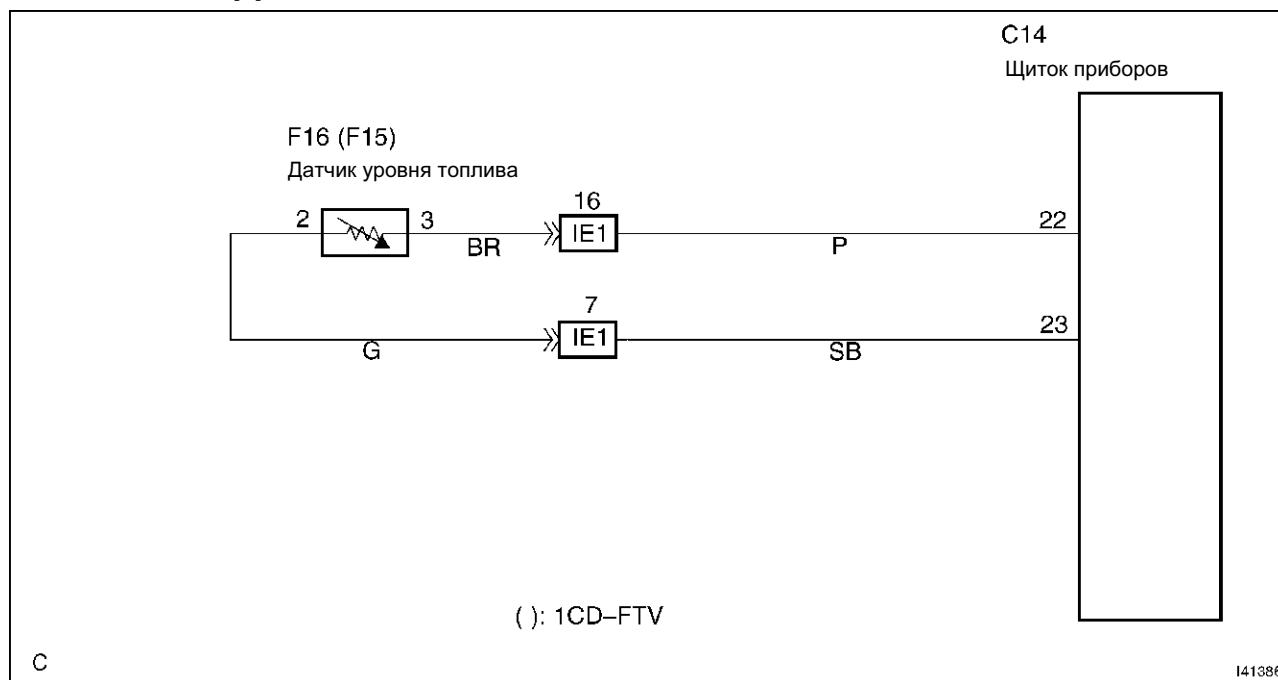 C14
Щиток приборов
F16 (F15)
Датчик уровня топлива
2
3
BR
16
IE1
P
22
G
7
IE1
SB
23
( ): 1CD–FTV
C
I41386